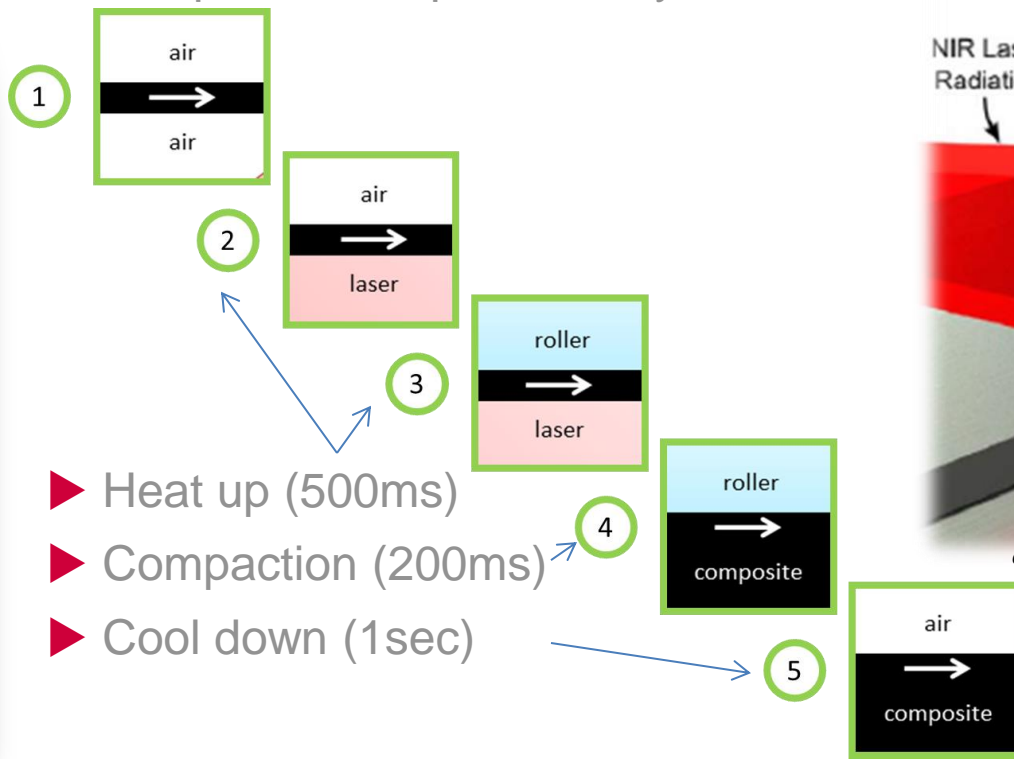 1
air
air
2
air
laser
3
roller
laser
4
roller
composite
5
air
composite
Heat up (500ms)
Compaction (200ms)
Cool down (1sec)
NIR